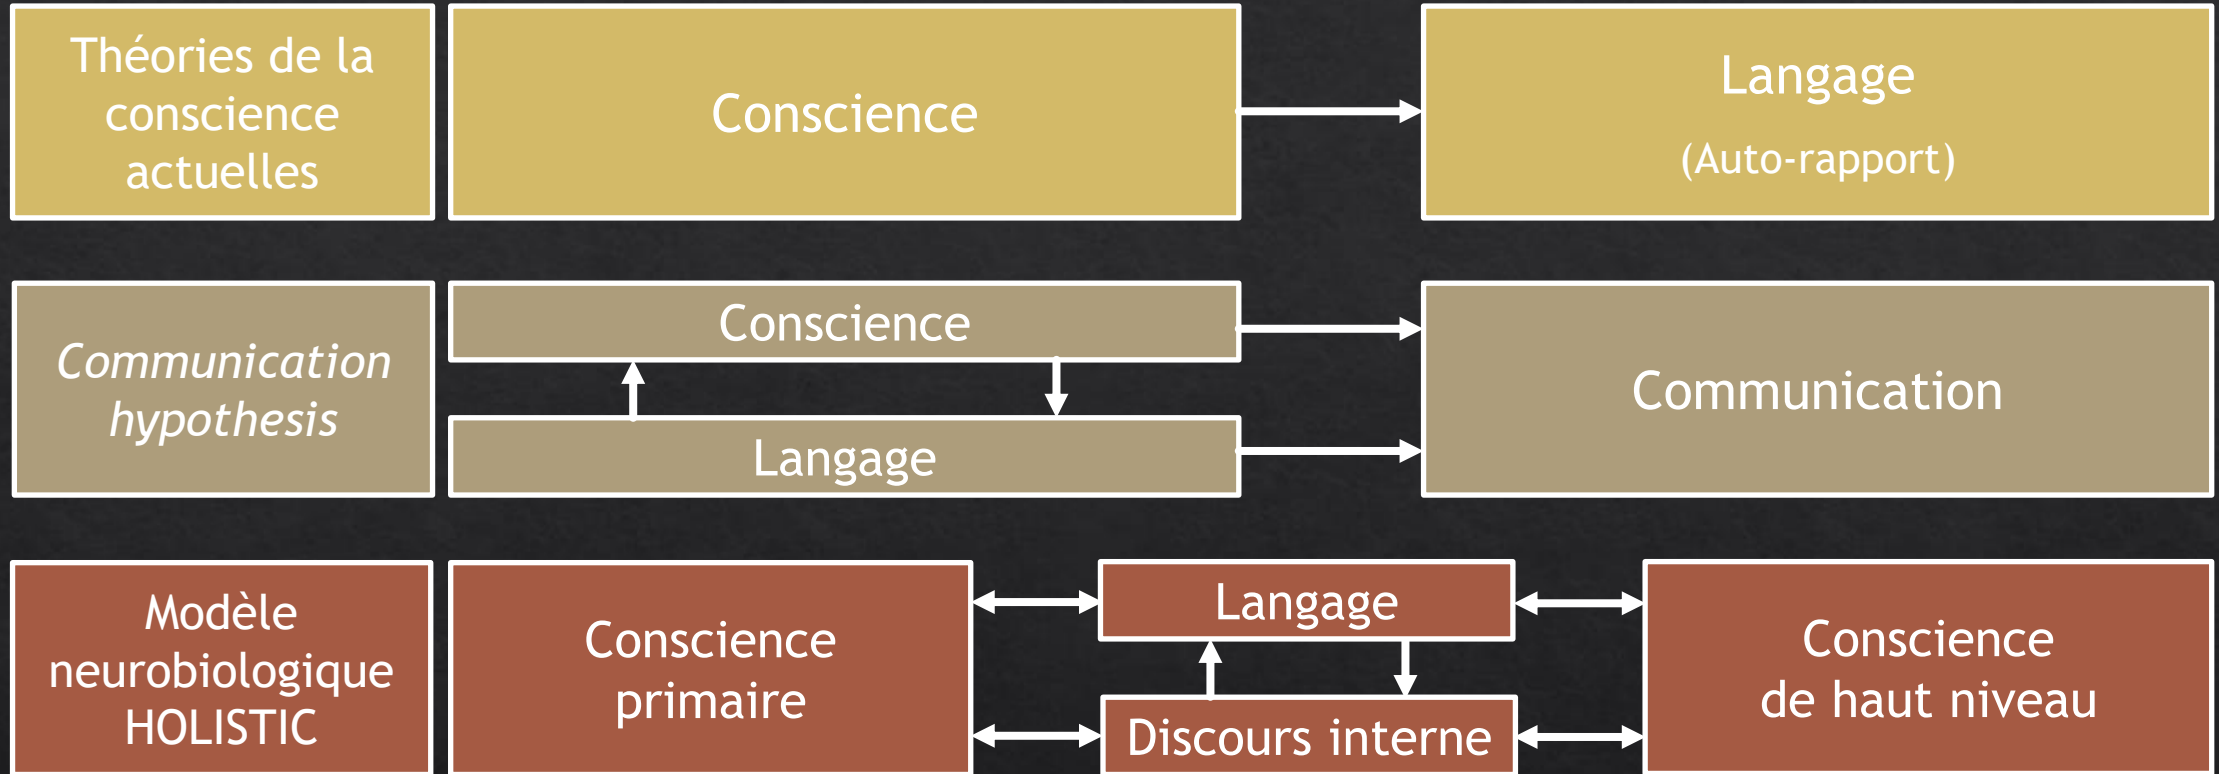 Théories de la
conscience
actuelles
Conscience
Langage
(Auto-rapport)
Communication
hypothesis
Conscience
Langage
Communication
Modèle
neurobiologique
HOLISTIC
Conscience
primaire
Langage
Discours interne
Conscience
de haut niveau